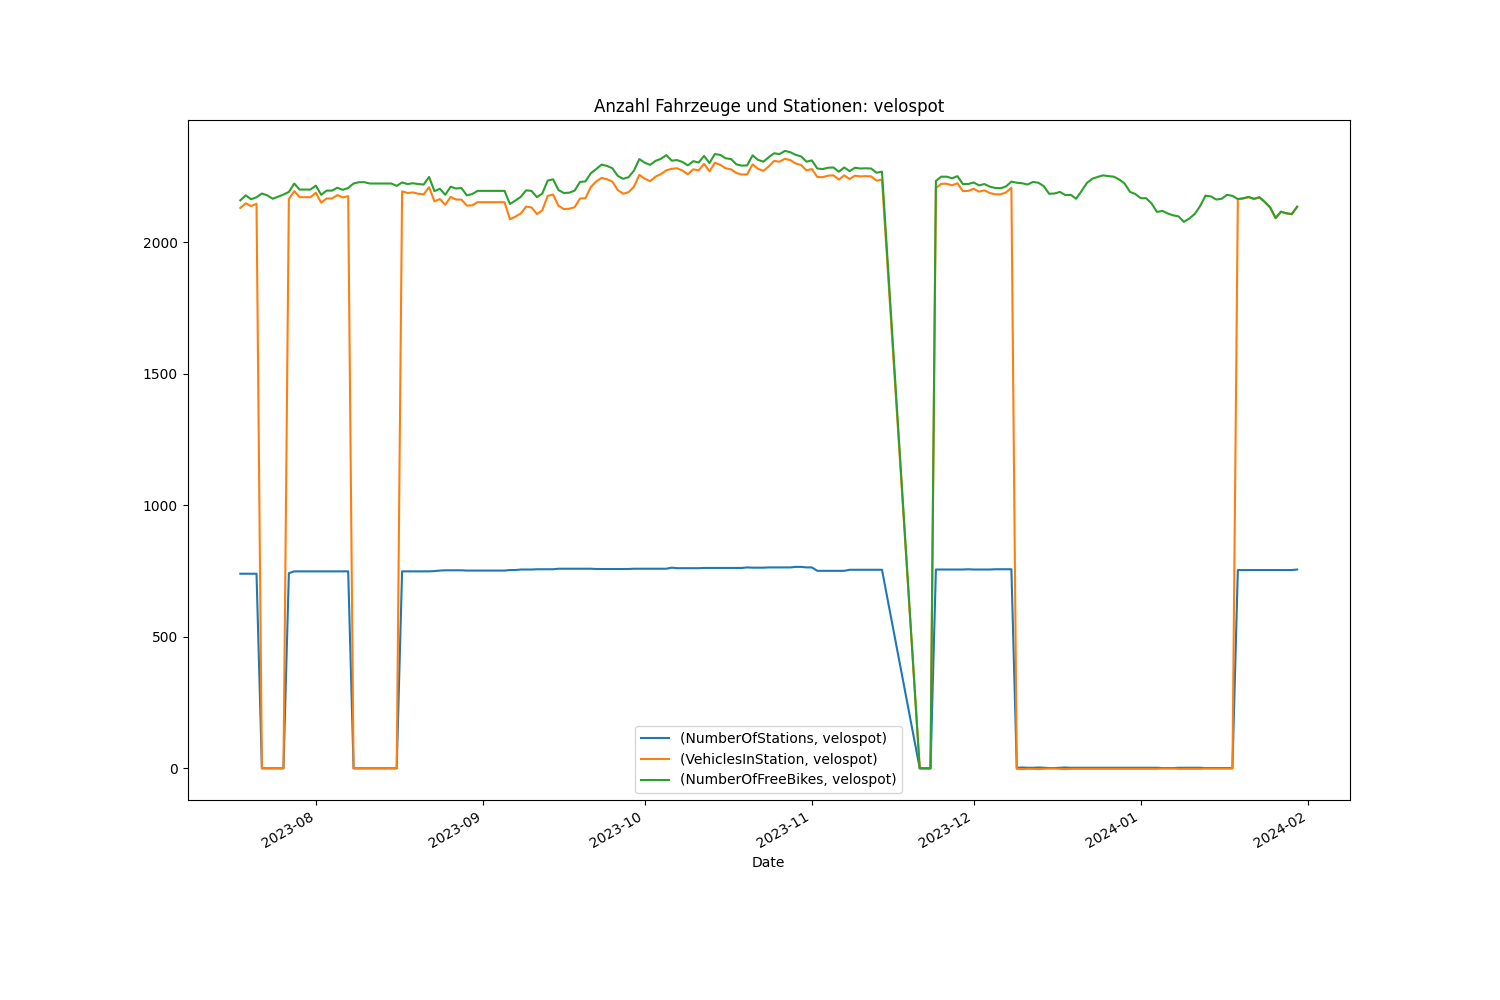 Anzahl Fahrzeuge und Stationen: velospot
2000
1500
1000
500
0
(NumberOfStations, velospot)
(VehiclesInStation, velospot)
(NumberOfFreeBikes, velospot)
2023-08
2023-09
2023-10
2023-11
2023-12
2024-01
2024-02
Date